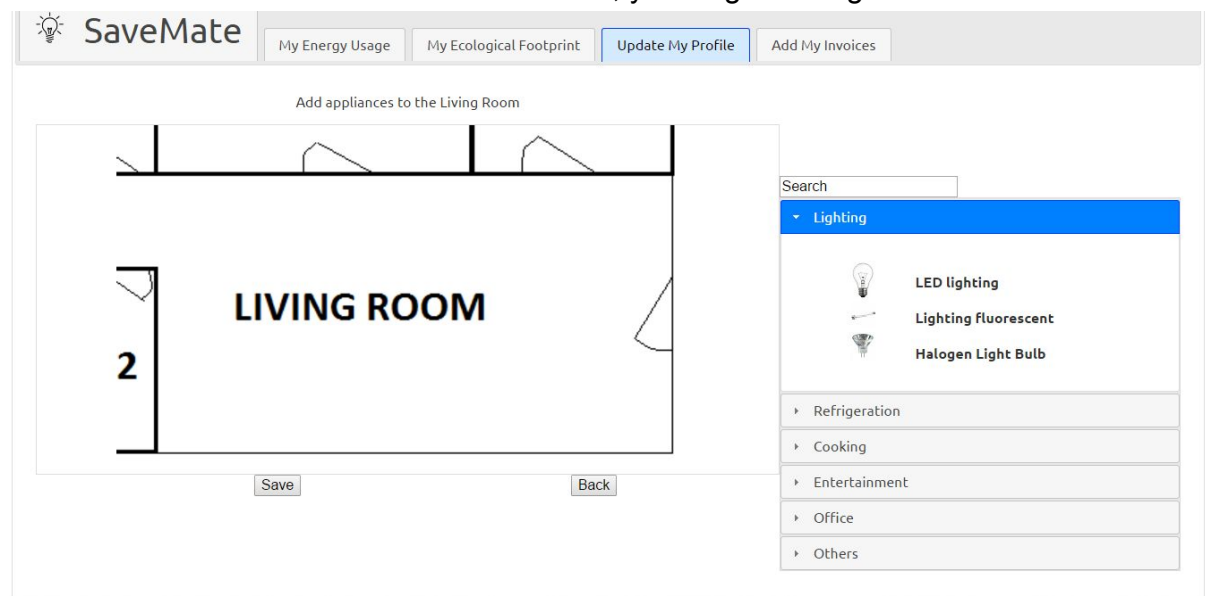 SaveMate
My Energy Usage
My Ecological Footprint
Update My Profile
Add My Invoices
Add appliances to the Living Room
LIVING ROOM
2
Save
Back
Search
Lighting
LED lighting
Lighting fluorescent
Halogen Light Bulb
Refrigeration
Cooking
Entertainment
Office
Others